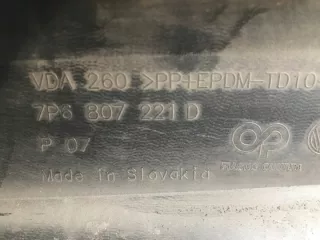 VDA 260 >PP+EPDM-TD10
7P6 807 221 D
P 07
Made in Slovakia